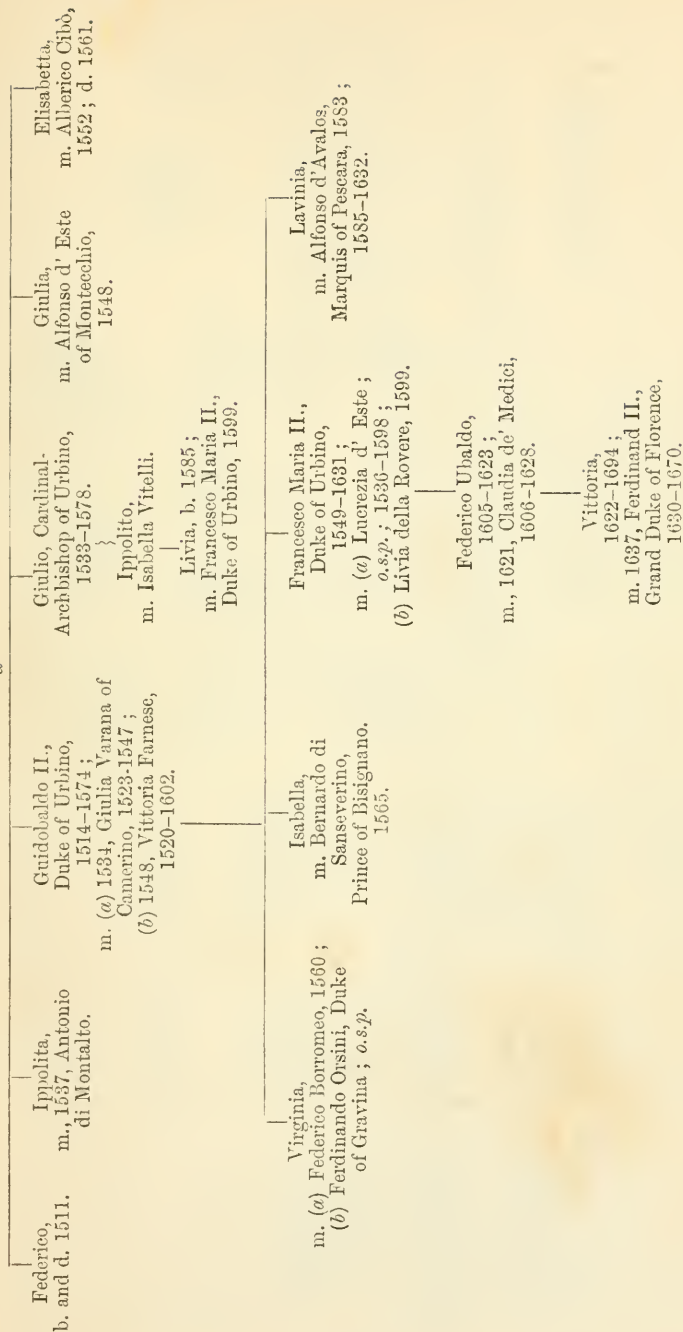 Federico,
b. and d. 1511.
Ippolita,
m., 1537, Antonio
di Montalto.
Guidobaldo II.,
Duke of Urbino,
1514–1574;
m. (a) 1534, Giulia Varana of
Camerino, 1523-1547;
(b) 1548, Vittoria Farnese,
1520–1602.
Giulio, Cardinal-
Archbishop of Urbino,
1533–1578.
Ippolito,
m. Isabella Vitelli.
Livia, b. 1585;
m. Francesco Maria II.,
Duke of Urbino, 1599.
Giulia,
m. Alfonso d' Este
of Montecchio,
1548.
Elisabetta,
m. Alberico Cibò,
1552; d. 1561.
Virginia,
m. (a) Federico Borromeo, 1560;
(b) Ferdinando Orsini, Duke
of Gravina; o.s.p.
Isabella,
m. Bernardo di
Sanseverino,
Prince of Bisignano.
1565.
Francesco Maria II.,
Duke of Urbino,
1549–1631;
m. (a) Lucrezia d' Este;
o.s.p.; 1536–1598;
(b) Livia della Rovere, 1599.
Federico Ubaldo,
1605–1623;
m., 1621, Claudia de' Medici,
1606–1628.
Vittoria,
1622–1694;
m. 1637, Ferdinand II.,
Grand Duke of Florence,
1630–1670.
Lavinia,
m. Alfonso d'Avalos,
Marquis of Pescara, 1583;
1585–1632.